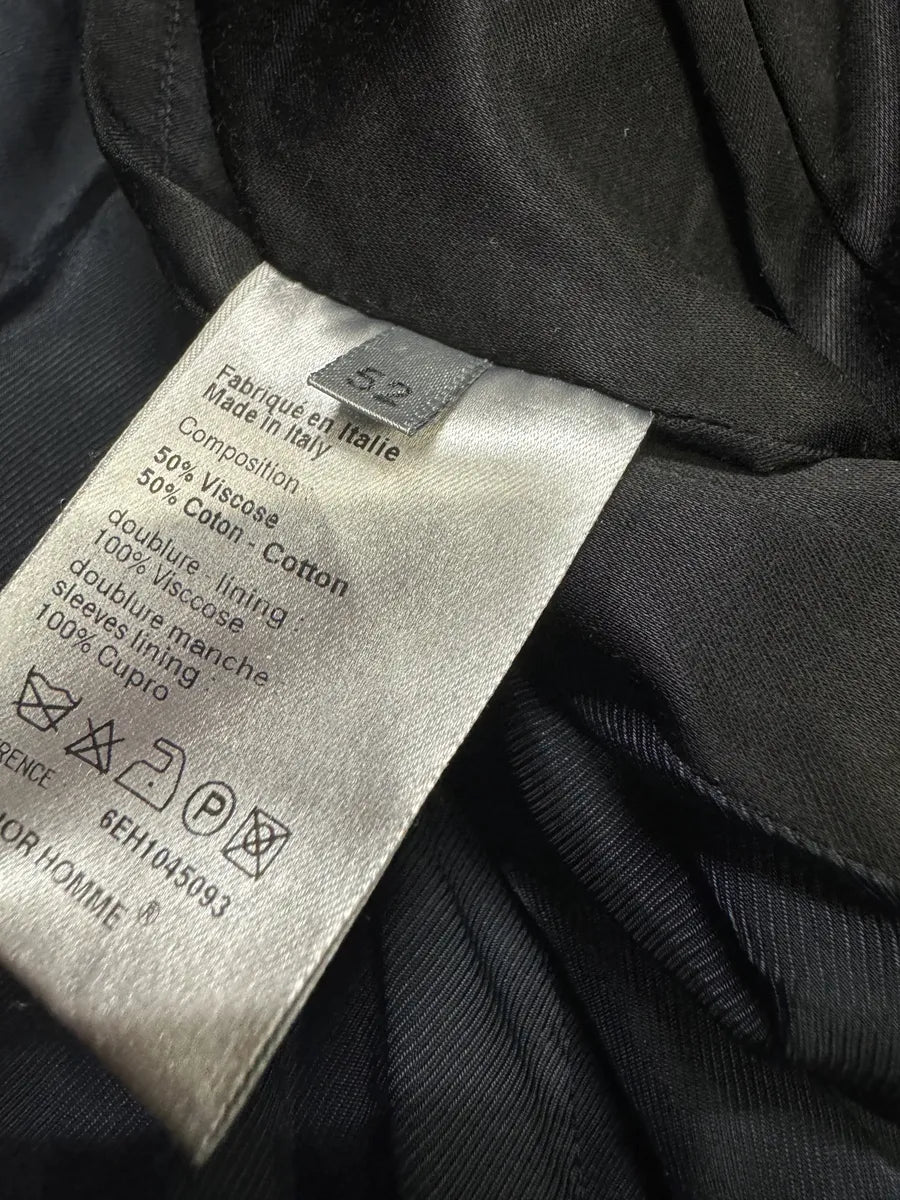 52
Fabriqué en Italie
Made in Italy
Composition :
50% Viscose
50% Coton - Cotton
doublure - lining :
100% Visccose
doublure manche
sleeves lining :
100% Cupro
P
RENCE 6EH1045093
IOR HOMME ®